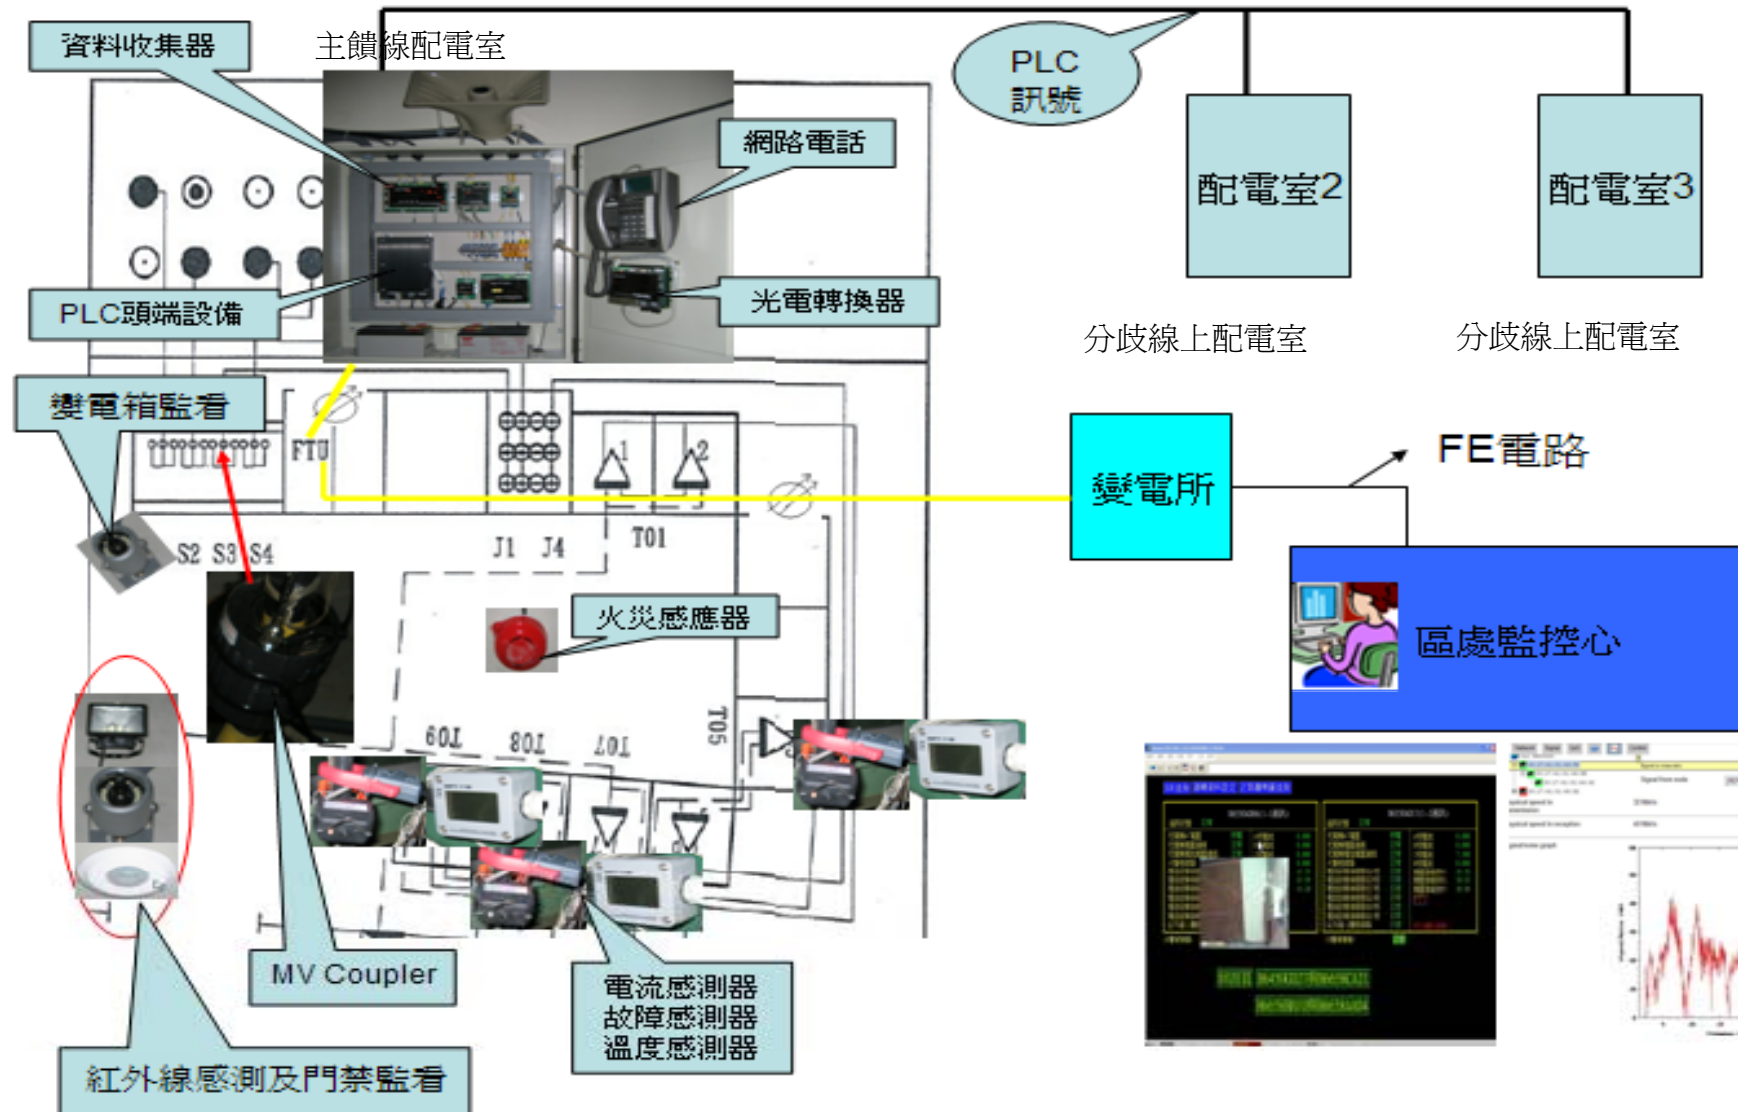 資料收集器
主饋線配電室
PLC
訊號
網路電話
配電室2
配電室3
PLC頭端設備
光電轉換器
分歧線上配電室
分歧線上配電室
變電箱監看
FTU
1
2
變電所
FE電路
S2 S3 S4
J1 J4
T01
火災感應器
區處監控心
T05
T09
T08
T07
MV Coupler
電流感測器
故障感測器
溫度感測器
紅外線感測及門禁監看